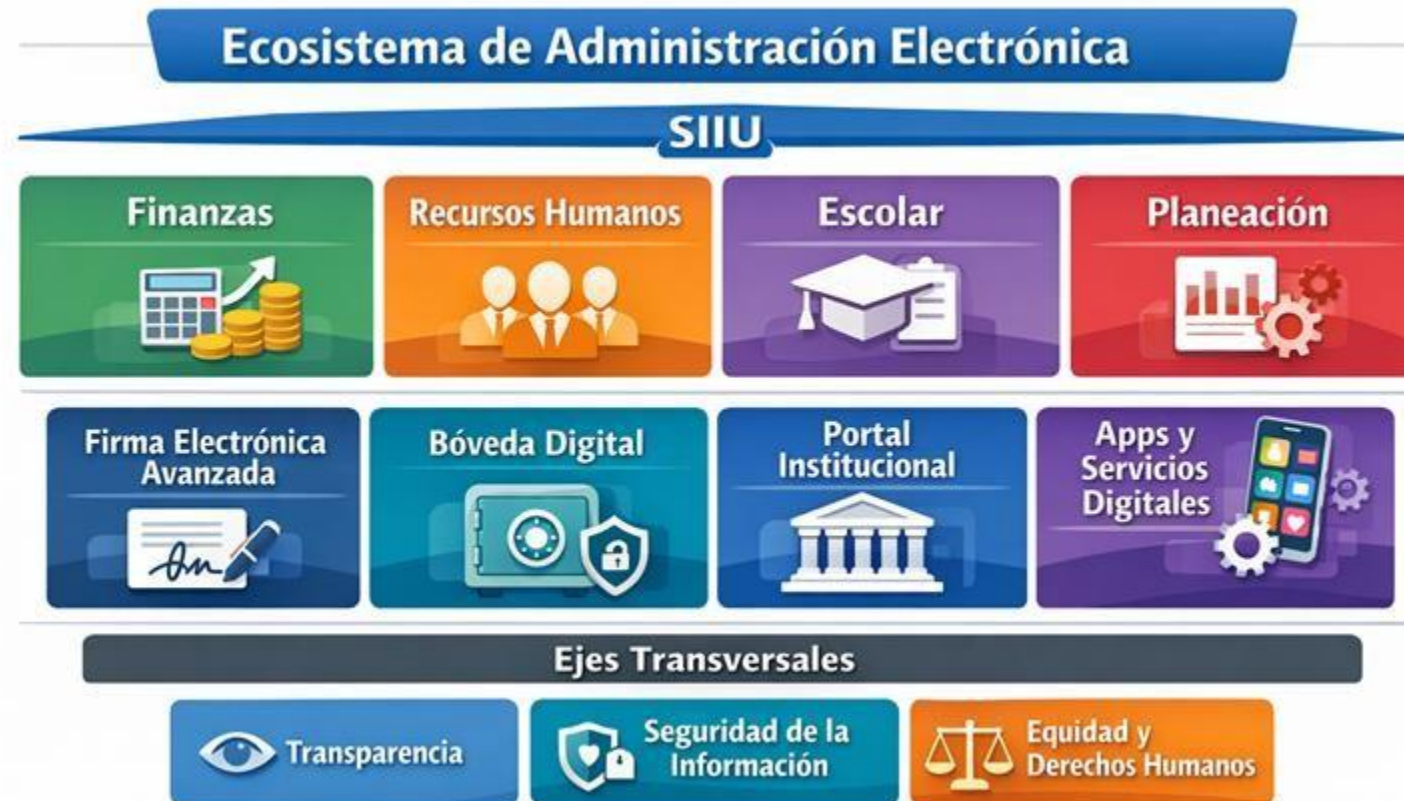 Ecosistema de Administración Electrónica
SIIU
Finanzas
Recursos Humanos
Escolar
Planeación
Firma Electrónica
Avanzada
Bóveda Digital
Portal
Institucional
Apps y
Servicios
Digitales
Ejes Transversales
Transparencia
Seguridad de la
Información
Equidad y
Derechos Humanos